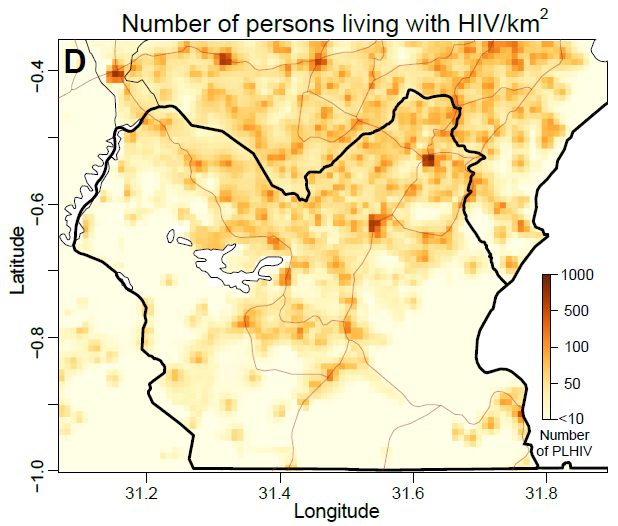 Number of persons living with HIV/km2
D
Latitude
−0.4
−0.6
−0.8
−1.0
31.2 31.4 31.6 31.8
Longitude
1000
500
100
50
<10
Number
of PLHIV